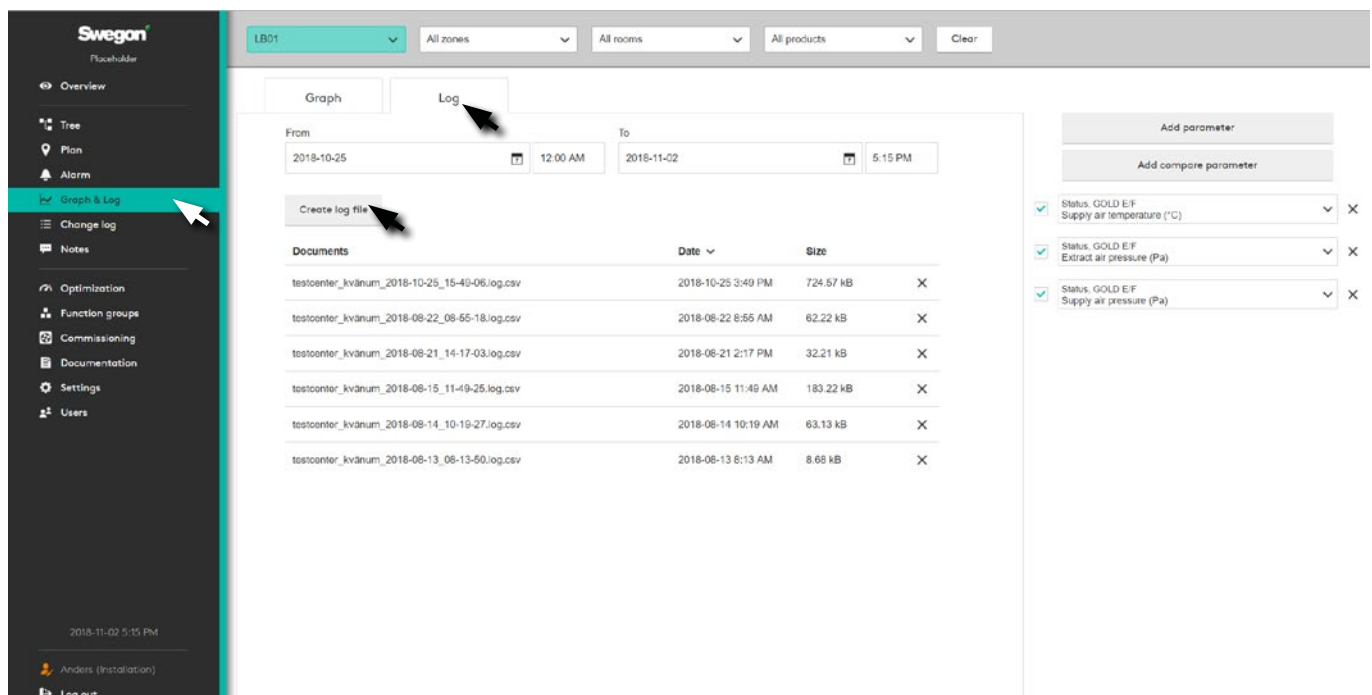 Swegon
Placeholder
Overview
Tree
Plan
Alarm
Graph & Log
Change log
Notes
Optimization
Function groups
Commissioning
Documentation
Settings
Users
2018-11-02 5:15 PM
Anders (Installation)
Log out
LB01 All zones All rooms All products Clear
Graph Log
From To
2018-10-25 12:00 AM 2018-11-02 5:15 PM
Create log file
Documents Date Size
testcenter_kvänum_2018-10-25_15-49-06.log.csv 2018-10-25 3:49 PM 724.57 kB
testcenter_kvänum_2018-08-22_08-55-18.log.csv 2018-08-22 8:55 AM 62.22 kB
testcenter_kvänum_2018-08-21_14-17-03.log.csv 2018-08-21 2:17 PM 32.21 kB
testcenter_kvänum_2018-08-15_11-49-25.log.csv 2018-08-15 11:49 AM 183.22 kB
testcenter_kvänum_2018-08-14_10-19-27.log.csv 2018-08-14 10:19 AM 63.13 kB
testcenter_kvänum_2018-08-13_08-13-50.log.csv 2018-08-13 8:13 AM 8.68 kB
Add parameter
Add compare parameter
Status, GOLD E/F
Supply air temperature (°C)
Status, GOLD E/F
Extract air pressure (Pa)
Status, GOLD E/F
Supply air pressure (Pa)